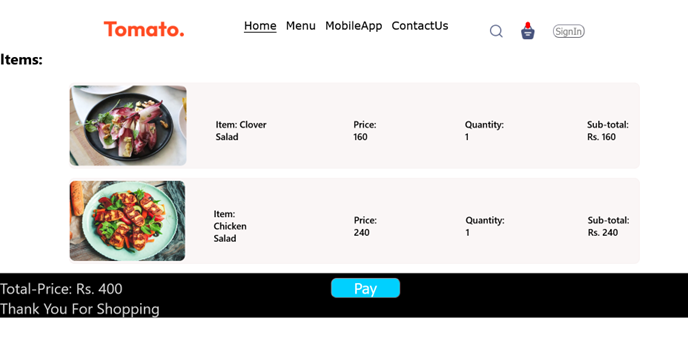 Tomato.
Home Menu MobileApp ContactUs
SignIn
Items:
Item: Clover
Salad
Price:
160
Quantity:
1
Sub-total:
Rs. 160
Item:
Chicken
Salad
Price:
240
Quantity:
1
Sub-total:
Rs. 240
Total-Price: Rs. 400
Pay
Thank You For Shopping